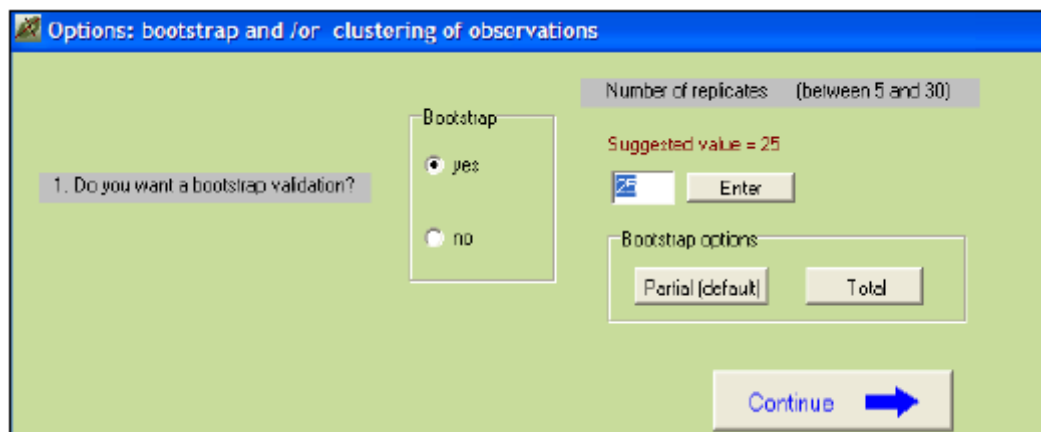 Options: bootstrap and /or clustering of observations
Number of replicates (between 5 and 30)
Bootstrap
Suggested value = 25
yes
1. Do you want a bootstrap validation?
25
Enter
no
Bootstrap options
Partial (default)
Total
Continue